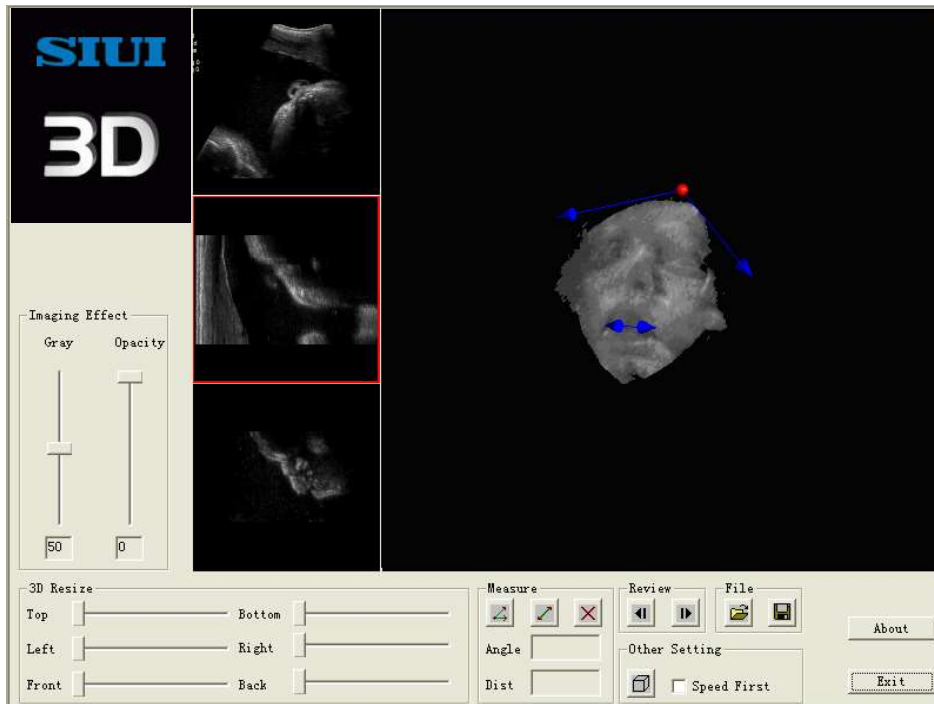 SIUI
3D
Imaging Effect
Gray Opacity
50 0
3D Resize
Top Bottom
Left Right
Front Back
Measure
Angle
Dist
Review
File
Other Setting
Speed First
About
Exit